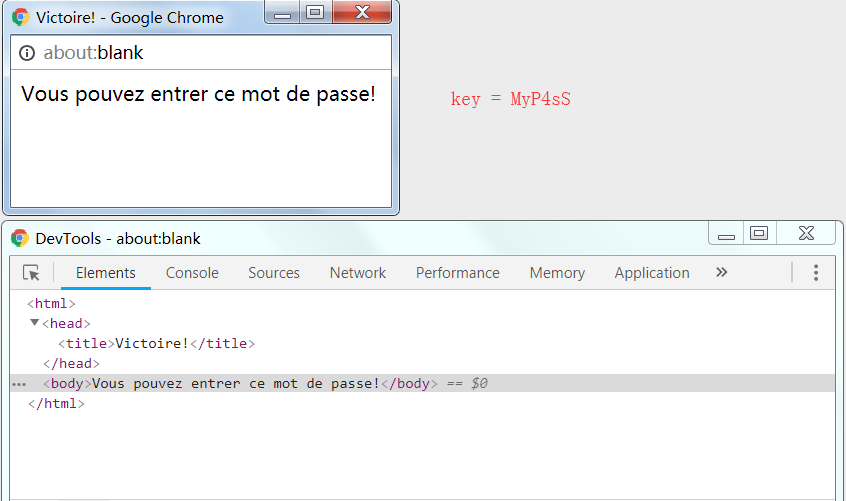 Victoire! - Google Chrome
about:blank
Vous pouvez entrer ce mot de passe!
key = MyP4sS
DevTools - about:blank
Elements Console Sources Network Performance Memory Application »
<html>
<head>
<title>Victoire!</title>
</head>
<body>Vous pouvez entrer ce mot de passe!</body> == $0
</html>